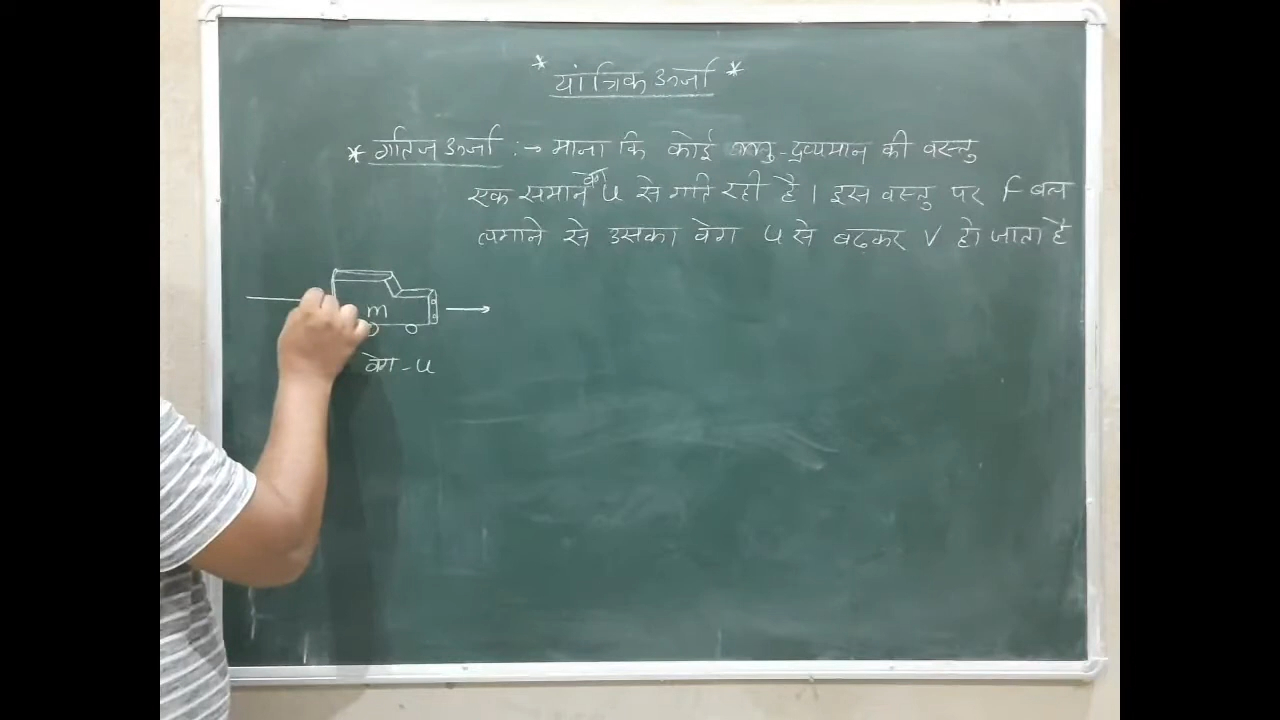 * यांत्रिक ऊर्जा *
* गतिज ऊर्जा :→ माना कि कोई द्रव्यमान की वस्तु
एक समान वेग u से गति रही है। इस वस्तु पर F बल
लगाने से उसका वेग u से बढ़कर v हो जाता है
m
वेग - u